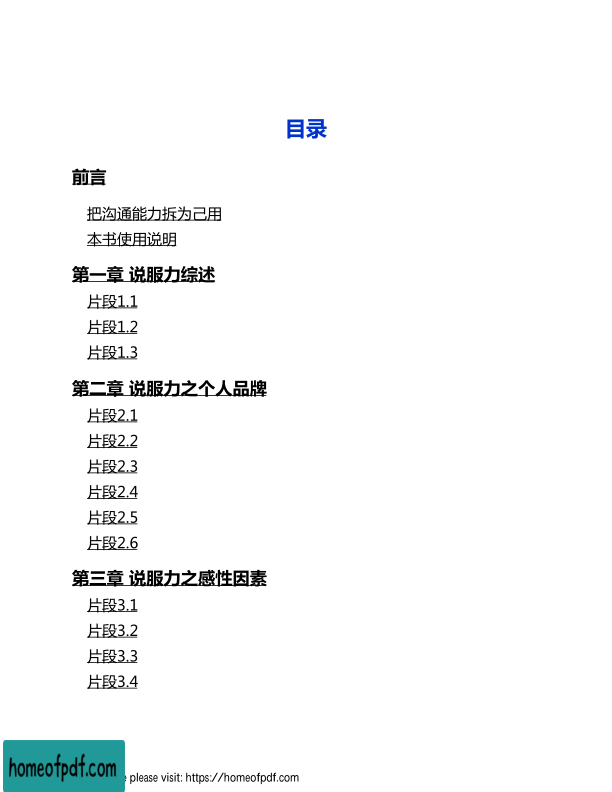 目录
前言
把沟通能力拆为己用
本书使用说明
第一章 说服力综述
片段1.1
片段1.2
片段1.3
第二章 说服力之个人品牌
片段2.1
片段2.2
片段2.3
片段2.4
片段2.5
片段2.6
第三章 说服力之感性因素
片段3.1
片段3.2
片段3.3
片段3.4
homeofpdf.com
please visit: https://homeofpdf.com